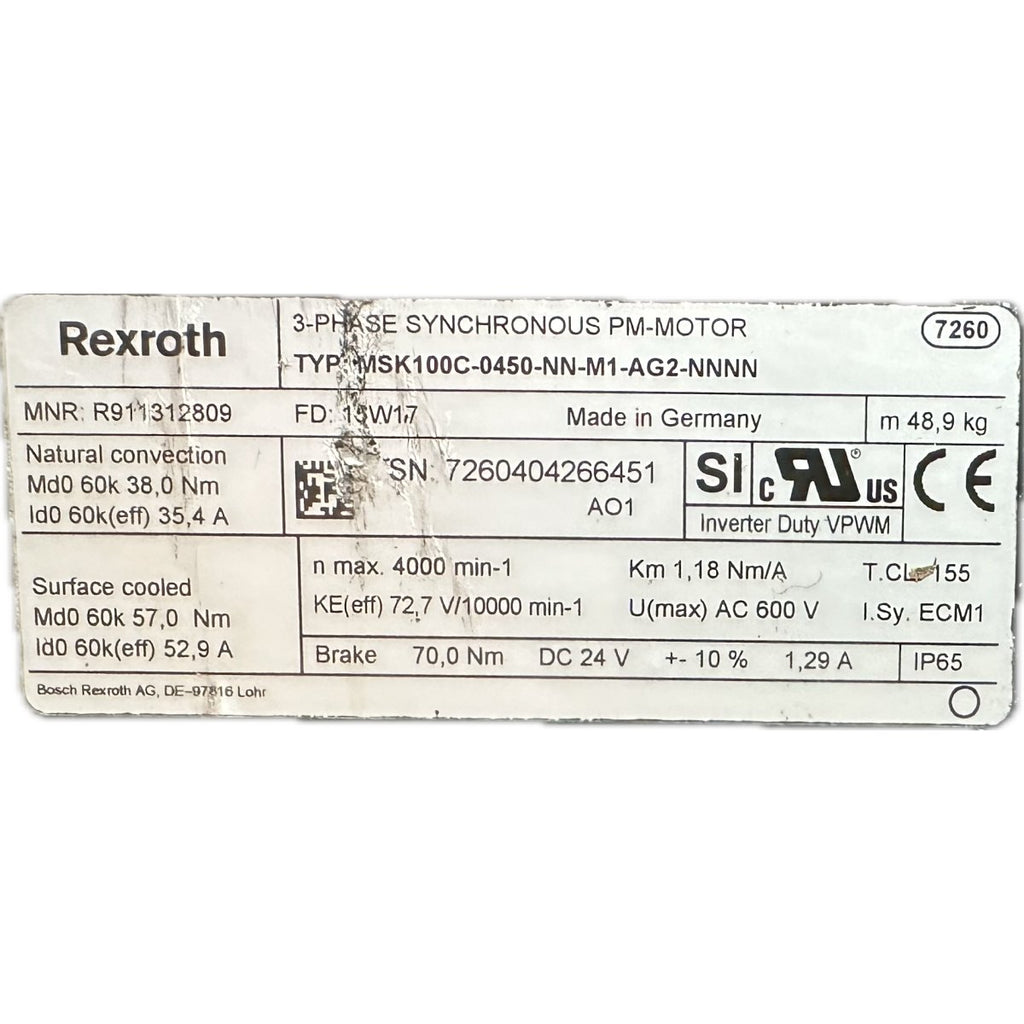 Rexroth
3-PHASE SYNCHRONOUS PM-MOTOR
7260
TYP: MSK100C-0450-NN-M1-AG2-NNNN
MNR: R911312809
FD: 15W17
Made in Germany
m 48,9 kg
Natural convection
Md0 60k 38,0 Nm
Id0 60k(eff) 35,4 A
SN: 7260404266451
AO1
SI
c RU ® US
Inverter Duty VPWM
CE
Surface cooled
Md0 60k 57,0 Nm
Id0 60k(eff) 52,9 A
n max. 4000 min-1
Km 1,18 Nm/A
T.CL. 155
KE(eff) 72,7 V/10000 min-1
U(max) AC 600 V
I.Sy. ECM1
Brake 70,0 Nm DC 24 V +- 10 % 1,29 A
IP65
Bosch Rexroth AG, DE-97816 Lohr